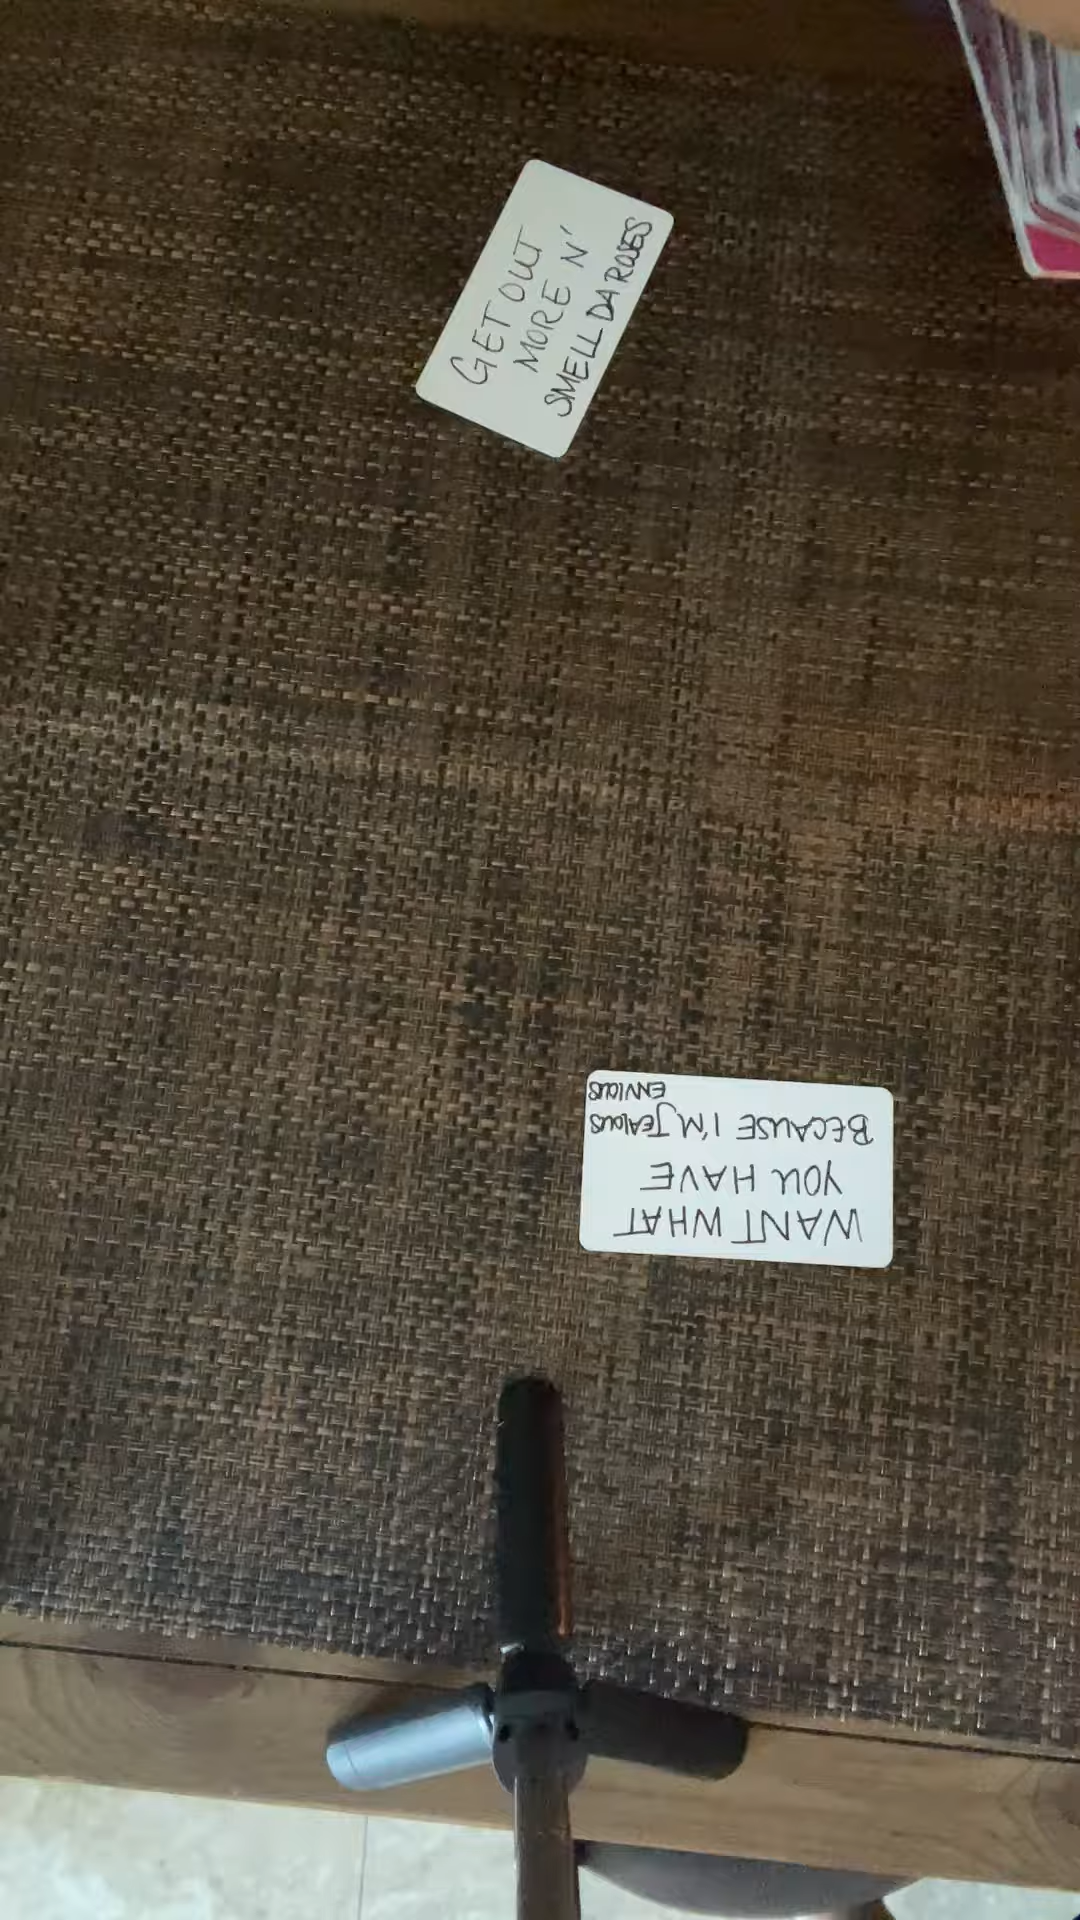 GET OUT
MORE N'
SMELL DA ROSES
WANT WHAT
YOU HAVE
BECAUSE I'M JEALOUS
ENVIOUS